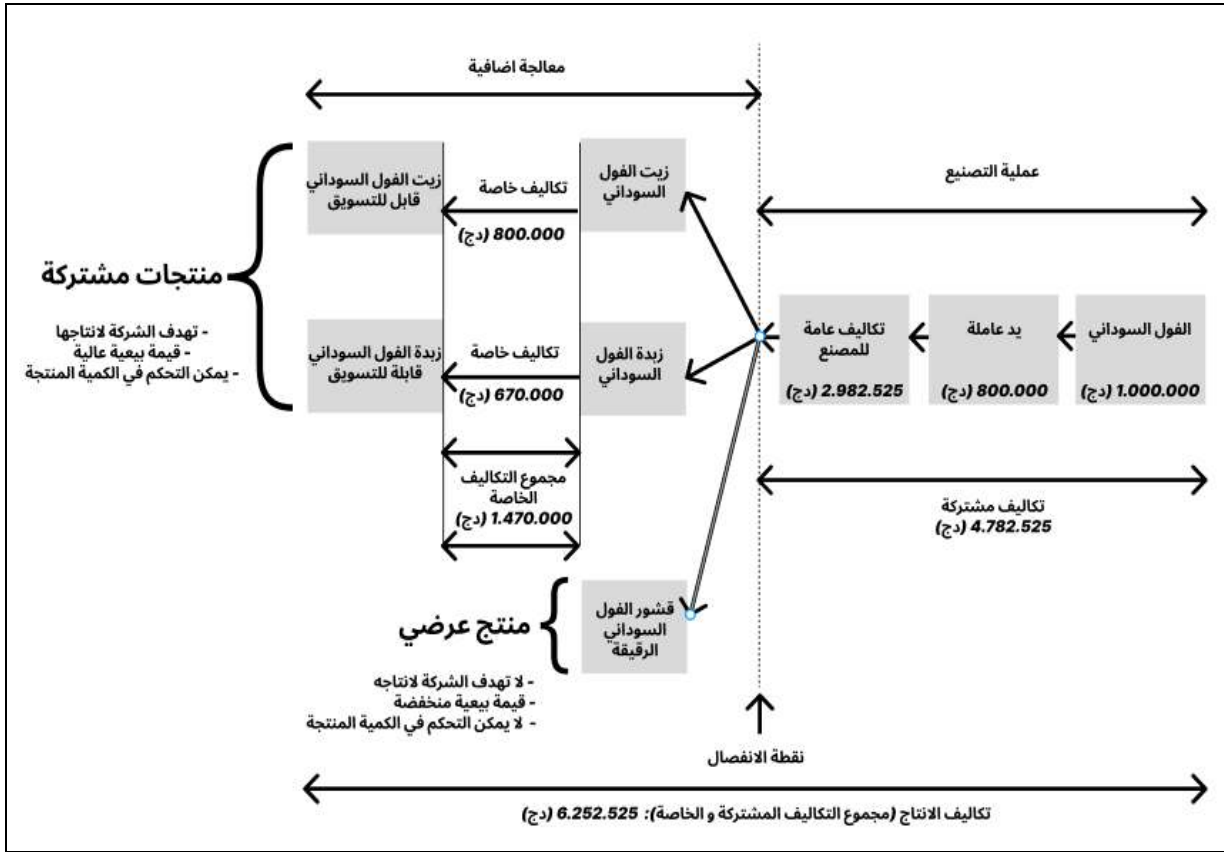 معالجة اضافية
عملية التصنيع
الفول السوداني
1.000.000 (دج)
يد عاملة
800.000 (دج)
تكاليف عامة
للمصنع
2.982.525 (دج)
تكاليف مشتركة
4.782.525 (دج)
زيت الفول
السوداني
تكاليف خاصة
800.000 (دج)
زيت الفول السوداني
قابل للتسويق
زبدة الفول
السوداني
تكاليف خاصة
670.000 (دج)
زبدة الفول السوداني
قابلة للتسويق
مجموع التكاليف
الخاصة
1.470.000 (دج)
منتجات مشتركة
- تهدف الشركة لانتاجها
- قيمة بيعية عالية
- يمكن التحكم في الكمية المنتجة
قشور الفول
السوداني
الرقيقة
منتج عرضي
- لا تهدف الشركة لانتاجه
- قيمة بيعية منخفضة
- لا يمكن التحكم في الكمية المنتجة
نقطة الانفصال
تكاليف الانتاج (مجموع التكاليف المشتركة و الخاصة): 6.252.525 (دج)